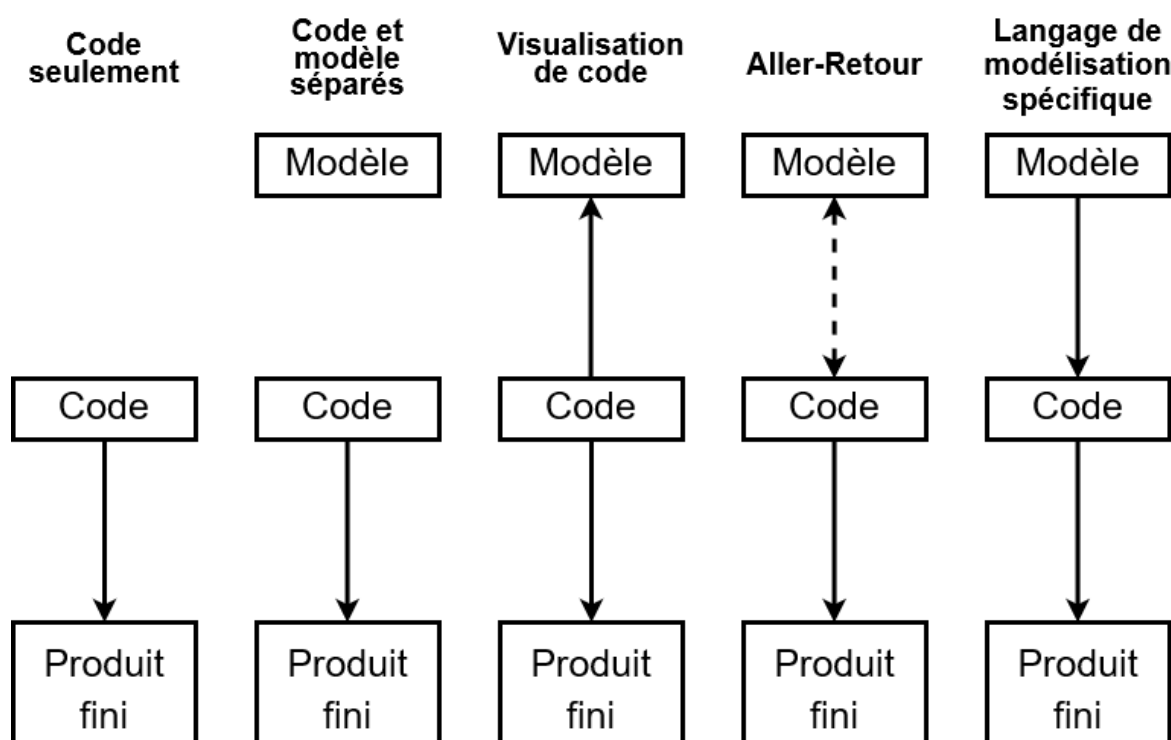 Code
seulement
Code et
modèle
séparés
Visualisation
de code
Aller-Retour
Langage de
modélisation
spécifique
Modèle
Modèle
Modèle
Modèle
Code
Code
Code
Code
Code
Produit
fini
Produit
fini
Produit
fini
Produit
fini
Produit
fini